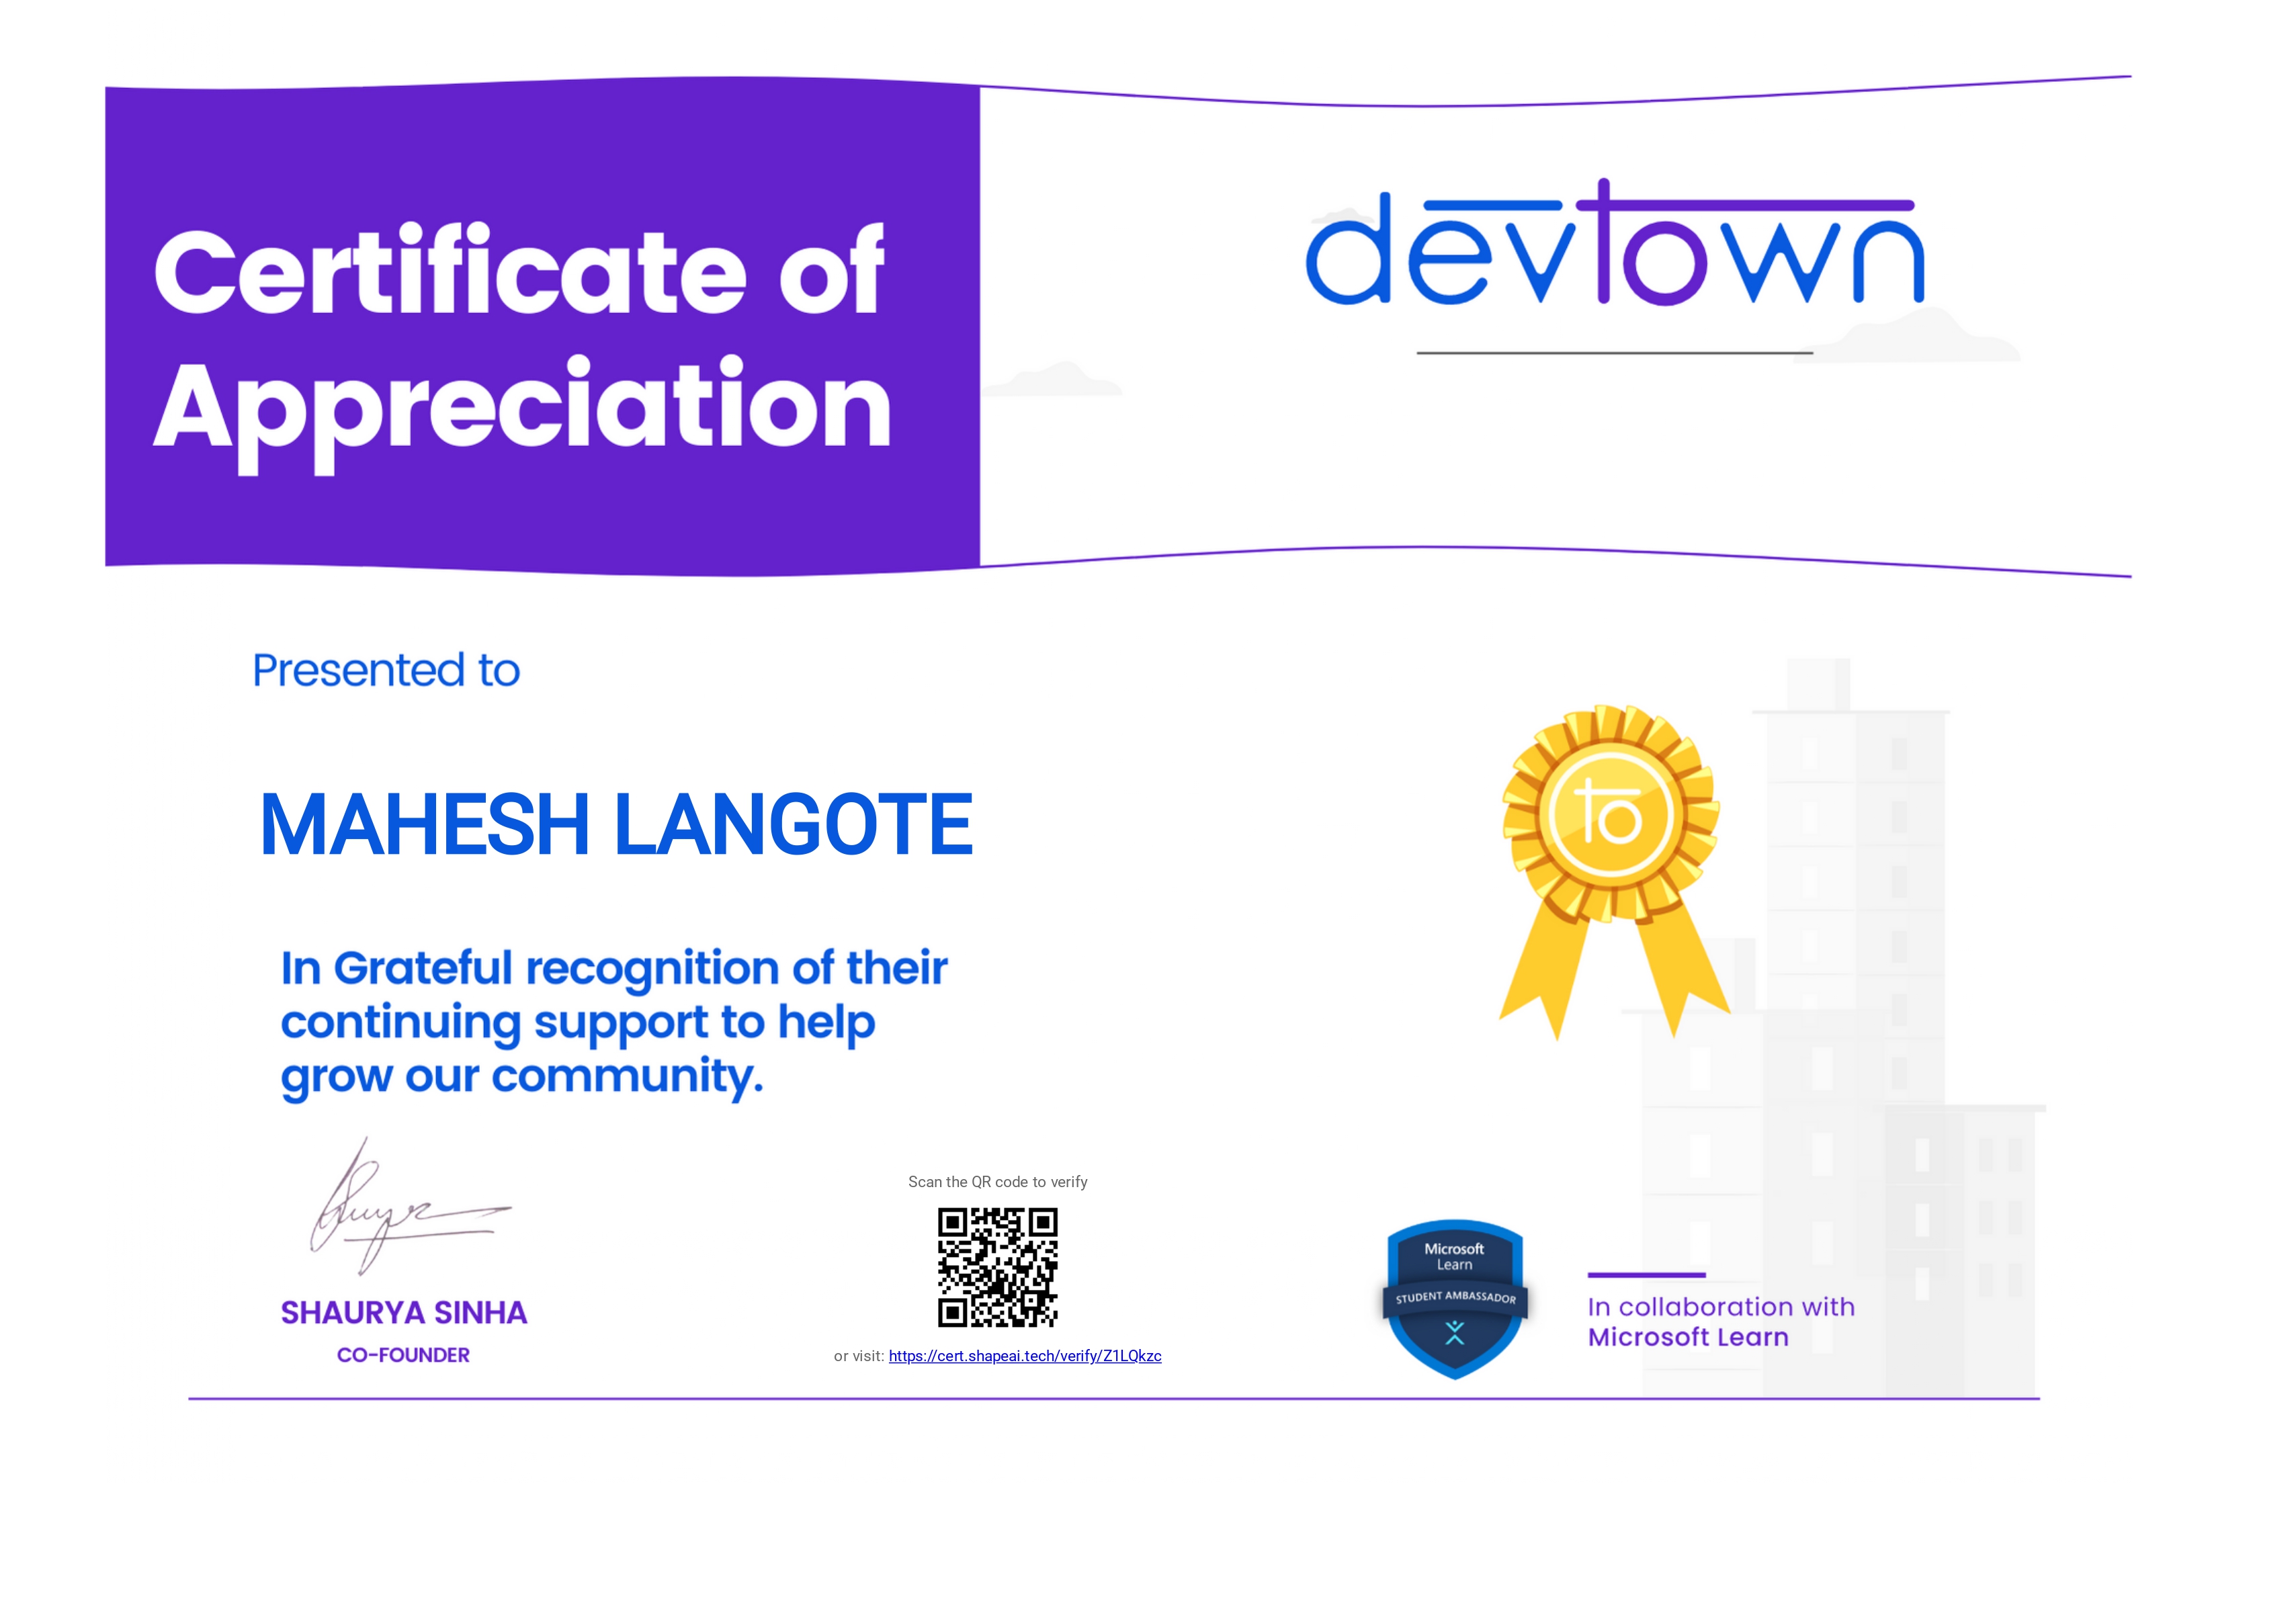 Certificate of
Appreciation
devtown
Presented to
MAHESH LANGOTE
to
In Grateful recognition of their
continuing support to help
grow our community.
SHAURYA SINHA
CO-FOUNDER
Scan the QR code to verify
or visit: https://cert.shapeai.tech/verify/Z1LQkzc
Microsoft
Learn
STUDENT AMBASSADOR
In collaboration with
Microsoft Learn